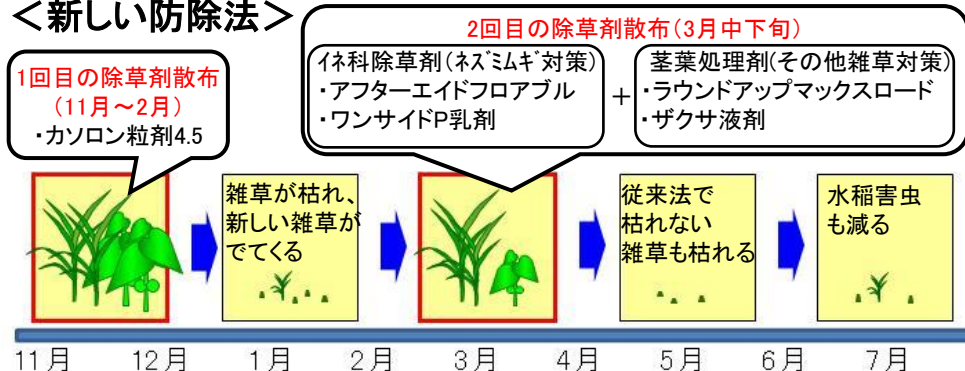 <新しい防除法>
1回目の除草剤散布
(11月~2月)
・カソロン粒剤4.5
2回目の除草剤散布(3月中下旬)
イネ科除草剤(ネズミムギ対策)
・アフターエイドフロアブル
・ワンサイドP乳剤
+
茎葉処理剤(その他雑草対策)
・ラウンドアップマックスロード
・ザクサ液剤
雑草が枯れ、
新しい雑草が
でてくる
従来法で
枯れない
雑草も枯れる
水稲害虫
も減る
11月 12月 1月 2月 3月 4月 5月 6月 7月